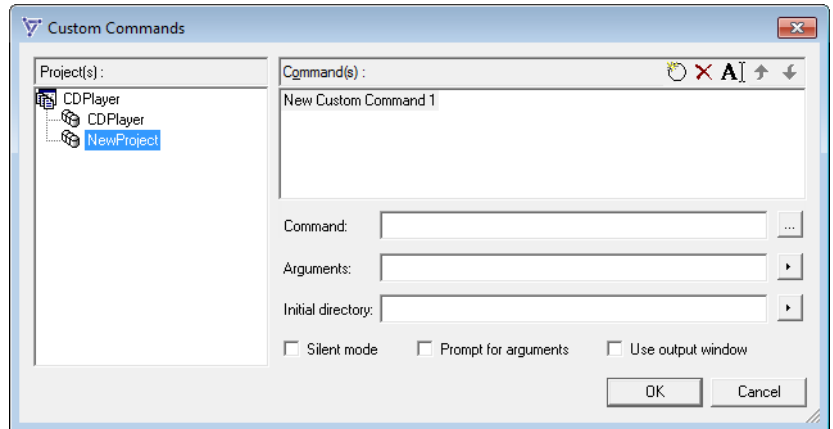 Custom Commands
Project(s) :
CDPlayer
CDPlayer
NewProject
Command(s) :
New Custom Command 1
Command:
...
Arguments:
Initial directory:
Silent mode
Prompt for arguments
Use output window
OK
Cancel